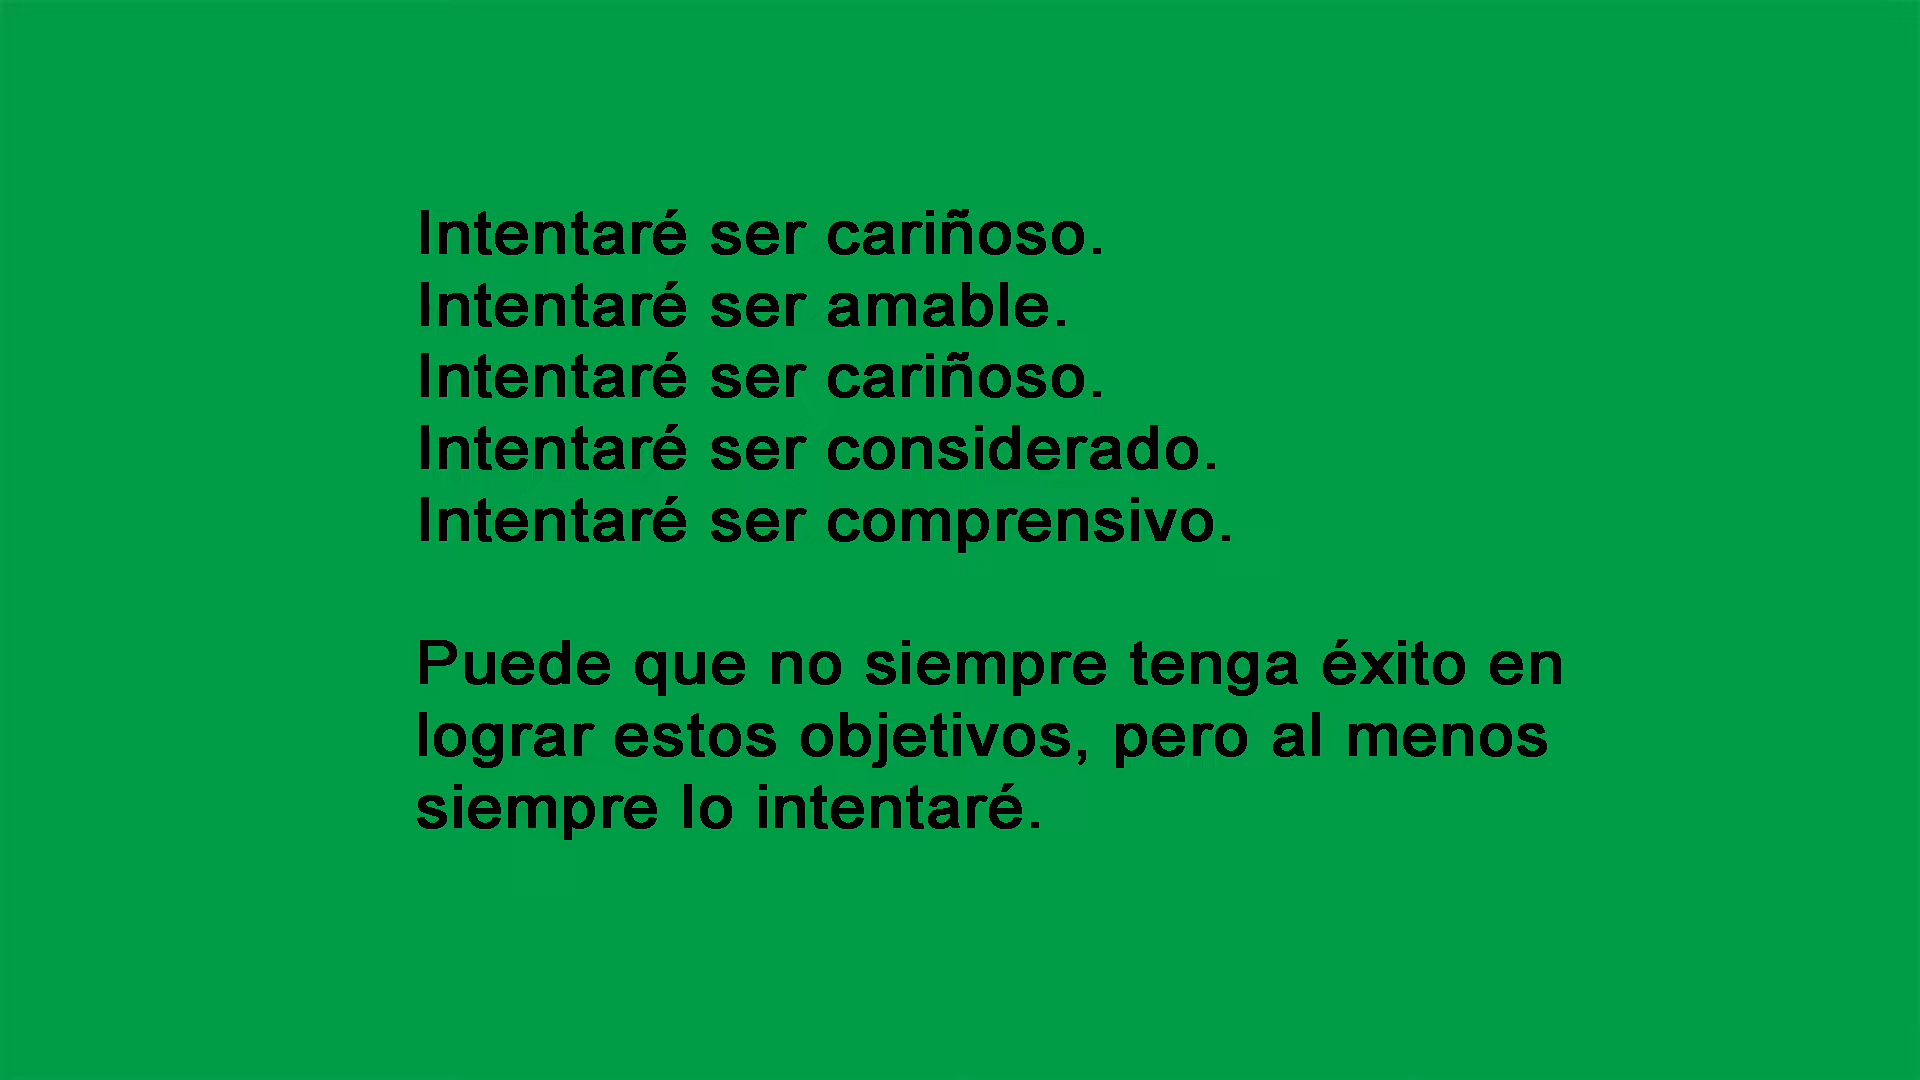 Intentaré ser cariñoso.
Intentaré ser amable.
Intentaré ser cariñoso.
Intentaré ser considerado.
Intentaré ser comprensivo.
Puede que no siempre tenga éxito en
lograr estos objetivos, pero al menos
siempre lo intentaré.